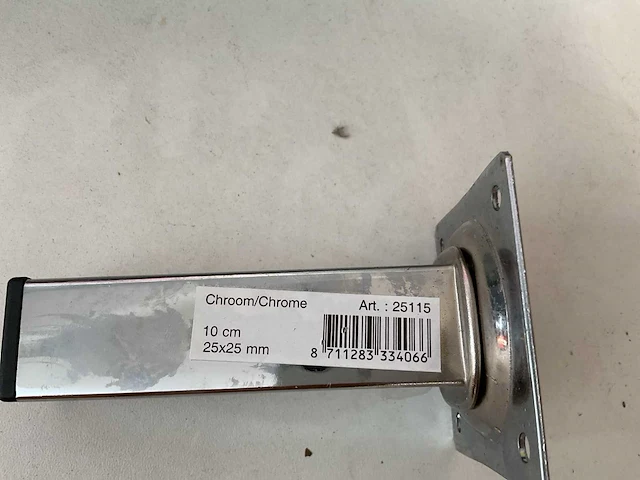 Chroom/Chrome Art. : 25115
10 cm
25x25 mm
8 711283 334066